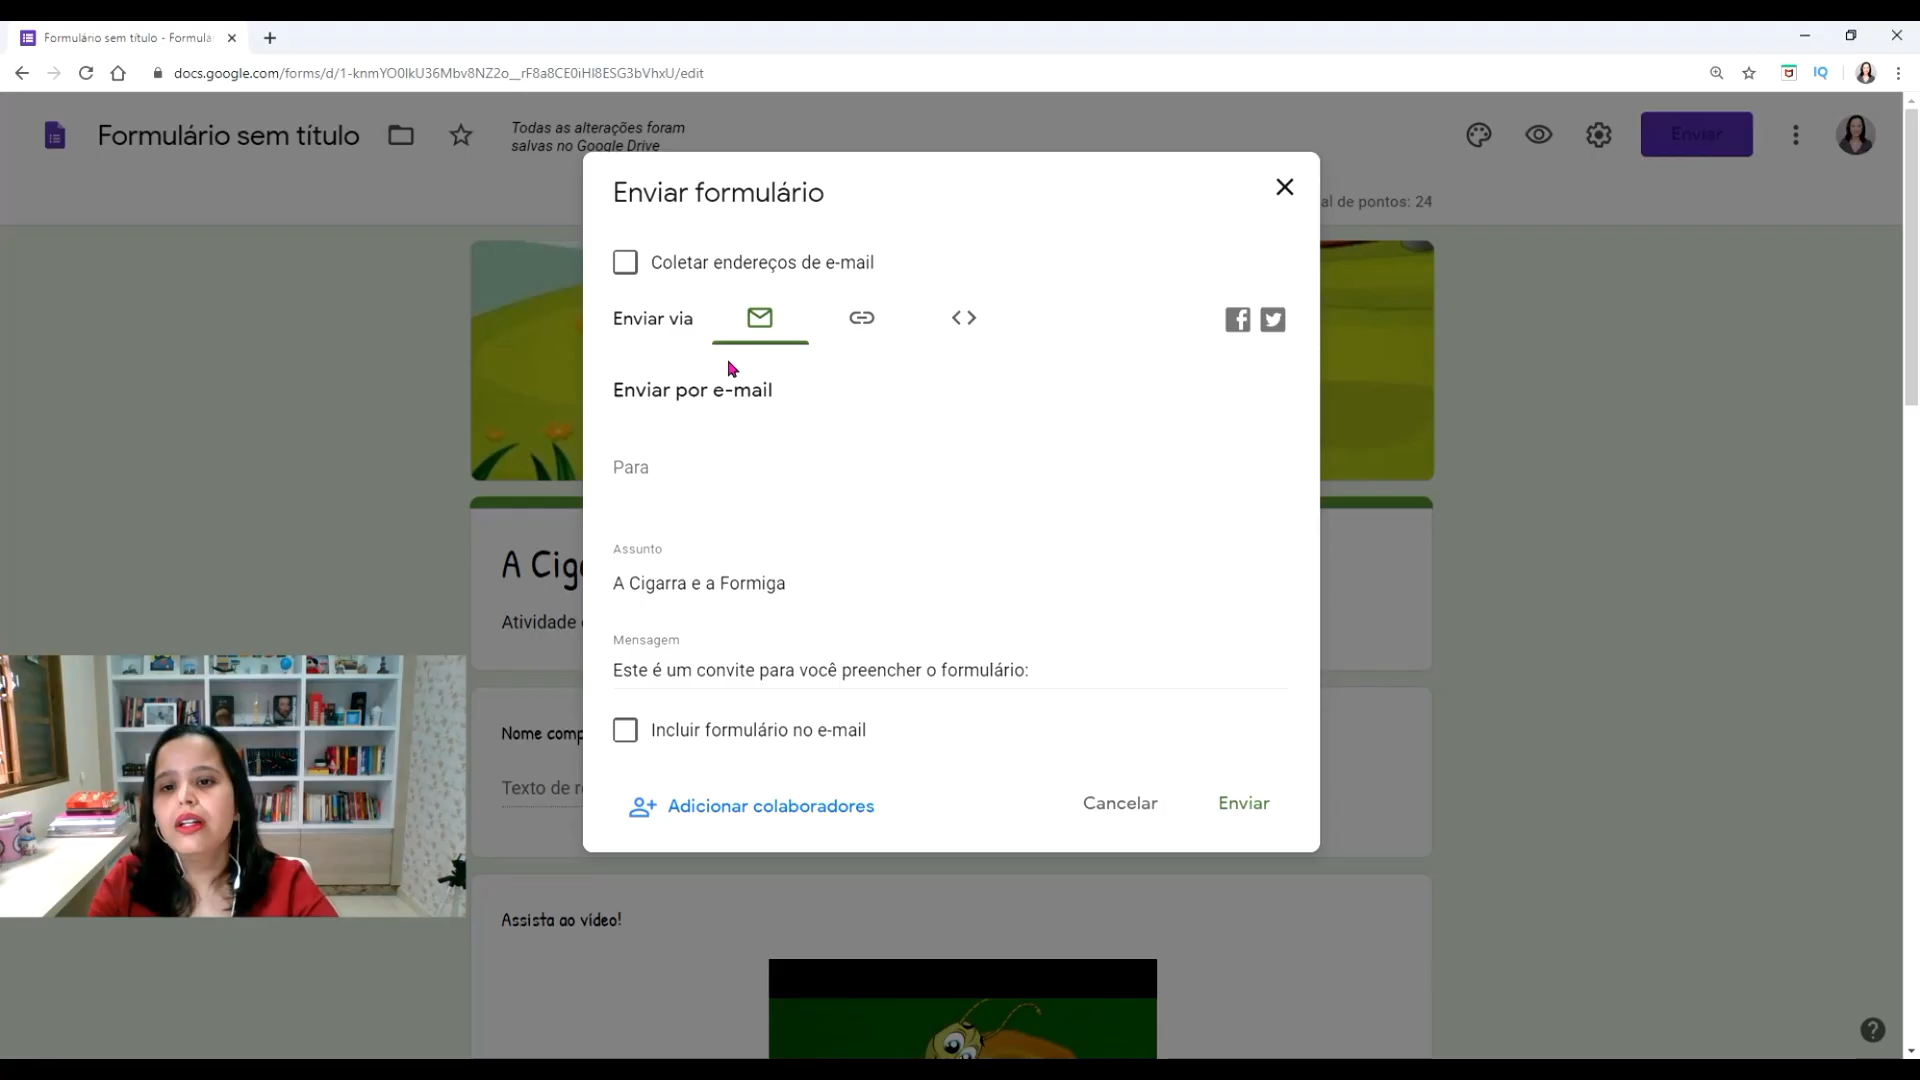 Formulário sem título - Formulá
docs.google.com/forms/d/1-knmYO0IkU36Mbv8NZ2o__rF8a8CE0iHI8ESG3bVhxU/edit
IQ
Formulário sem título
Todas as alterações foram
salvas no Google Drive
Enviar
al de pontos: 24
Enviar formulário
Coletar endereços de e-mail
Enviar via
Enviar por e-mail
Para
Assunto
A Cigarra e a Formiga
Mensagem
Este é um convite para você preencher o formulário:
Incluir formulário no e-mail
Adicionar colaboradores
Cancelar
Enviar
A Ciga
Atividade
Nome comp
Texto de re
Assista ao vídeo!